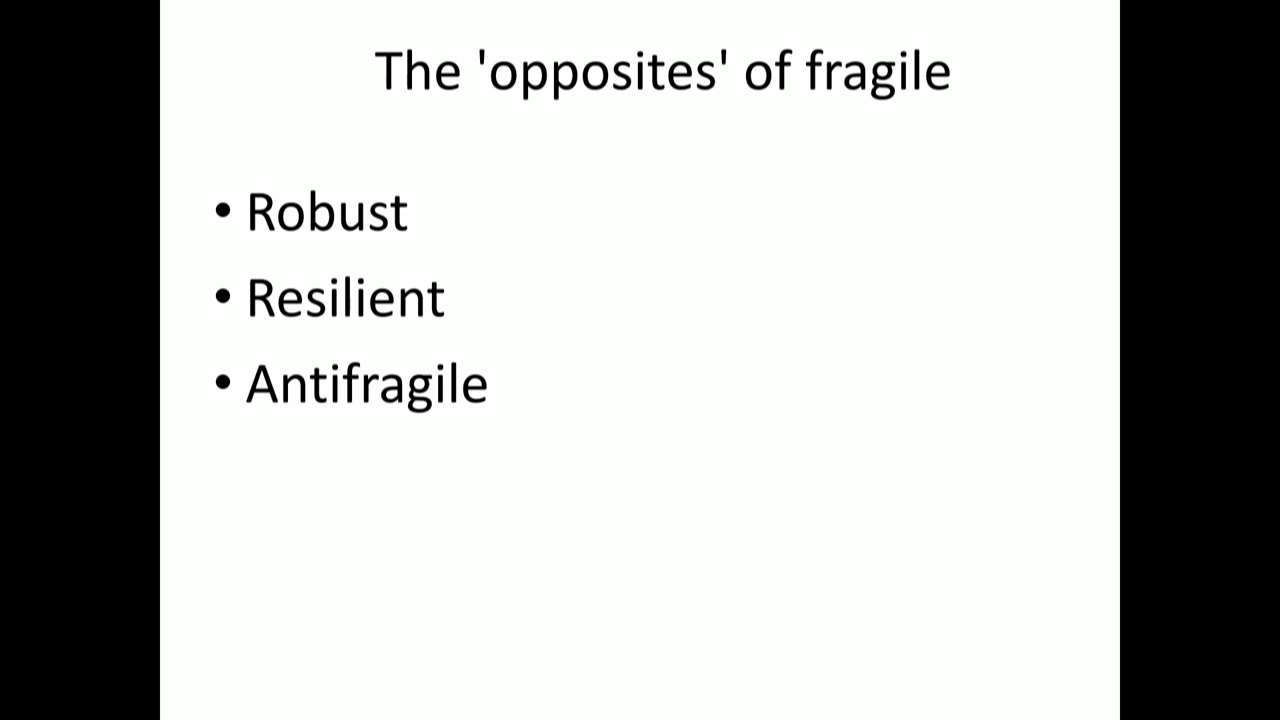 The 'opposites' of fragile
• Robust
• Resilient
• Antifragile